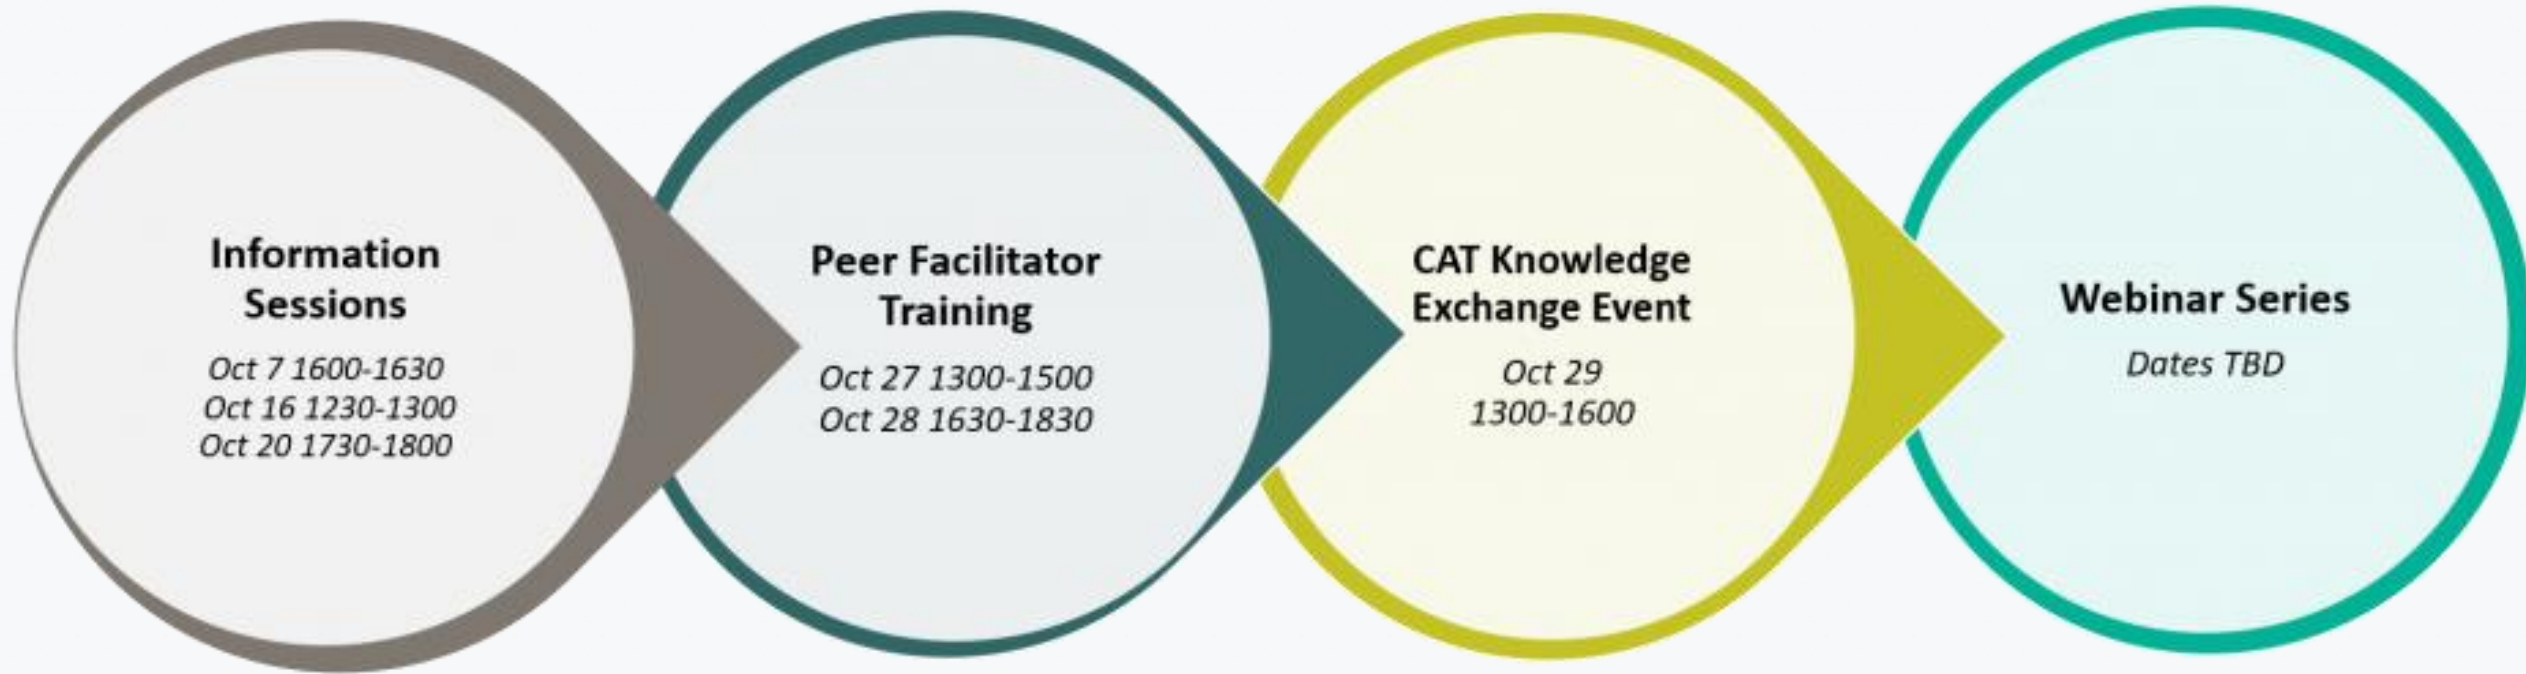 Information
Sessions
Oct 7 1600-1630
Oct 16 1230-1300
Oct 20 1730-1800
Peer Facilitator
Training
Oct 27 1300-1500
Oct 28 1630-1830
CAT Knowledge
Exchange Event
Oct 29
1300-1600
Webinar Series
Dates TBD